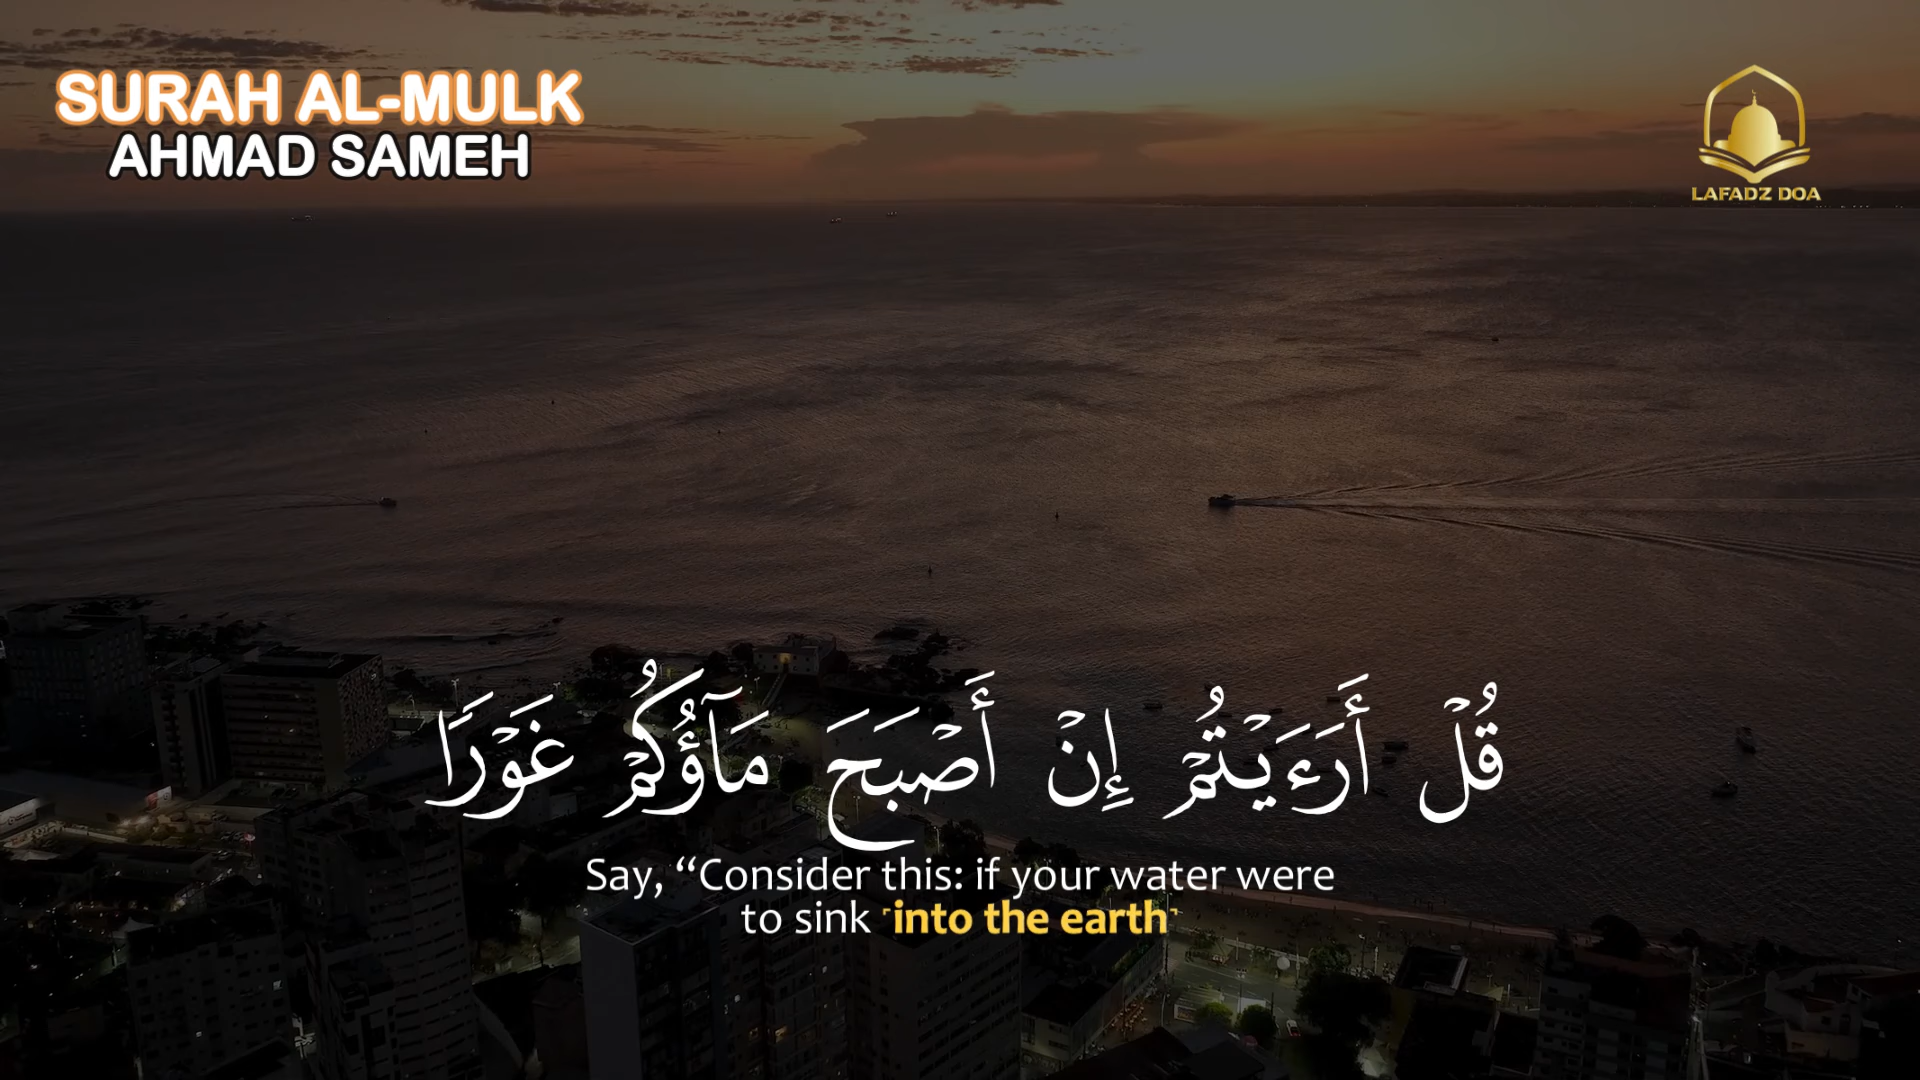 SURAH AL-MULK
AHMAD SAMEH
LAFADZ DOA
قُلْ أَرَءَيْتُمْ إِنْ أَصْبَحَ مَآؤُكُمْ غَوْرًا
Say, “Consider this: if your water were
to sink ˹into the earth˺